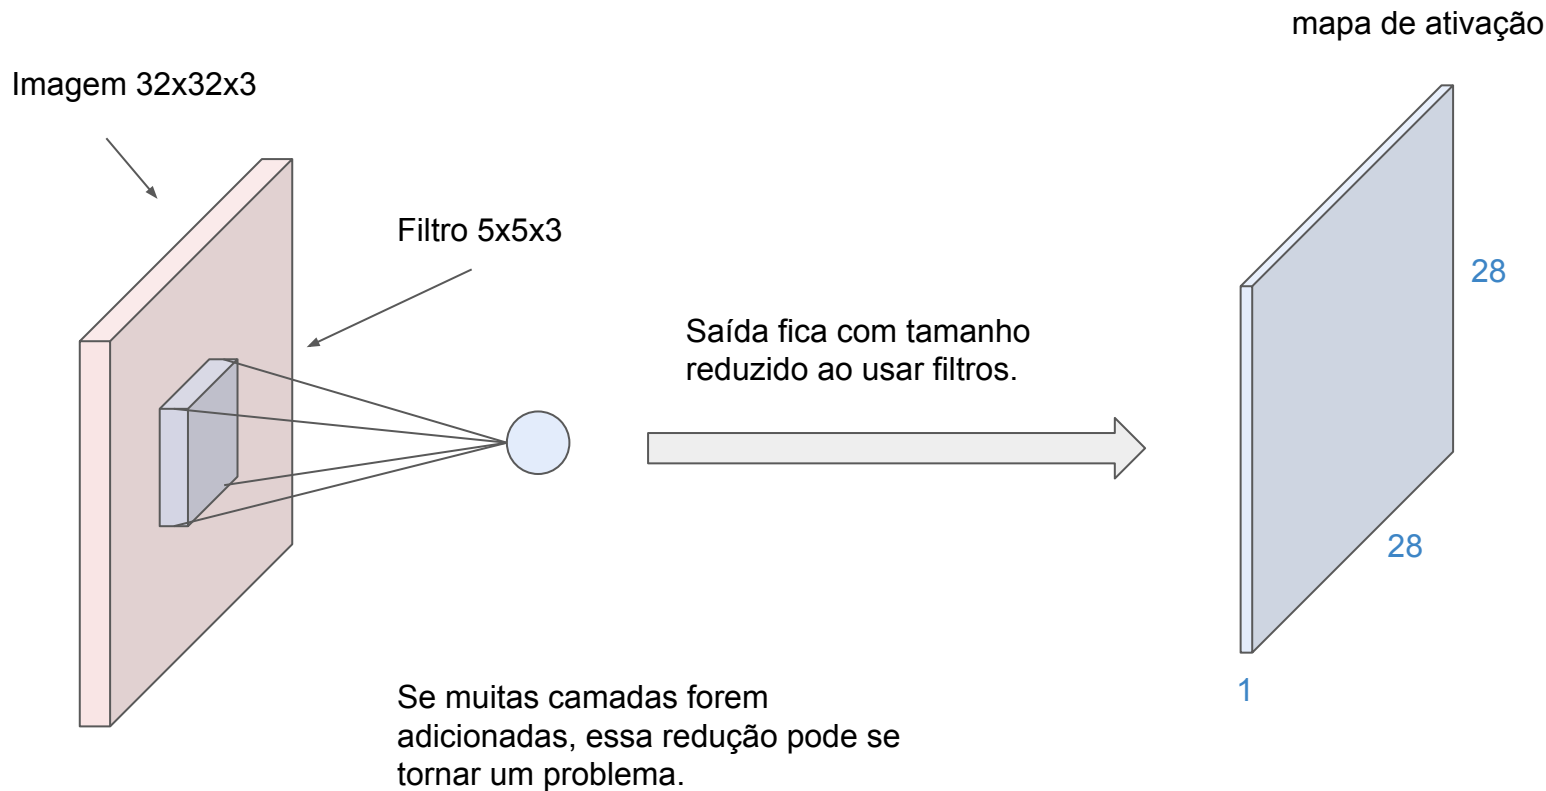 mapa de ativação
Imagem 32x32x3
Filtro 5x5x3
28
Saída fica com tamanho
reduzido ao usar filtros.
28
1
Se muitas camadas forem
adicionadas, essa redução pode se
tornar um problema.